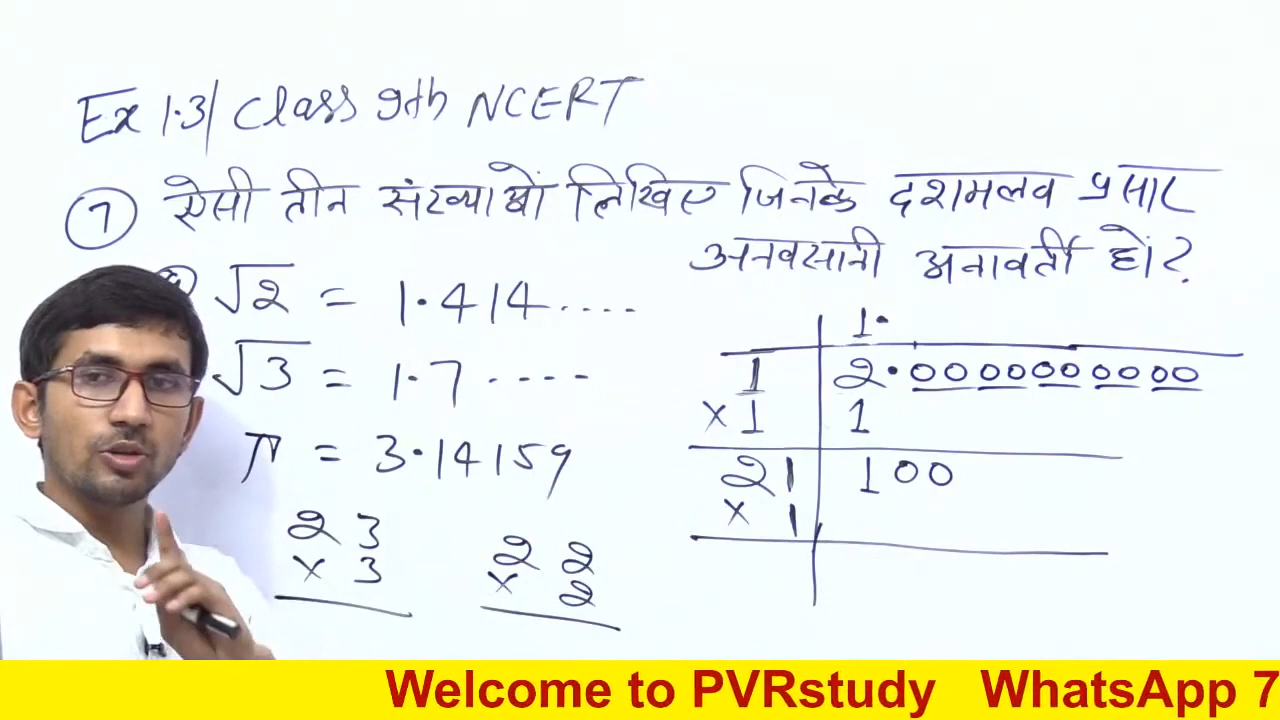 Ex 1.3/ Class 9th NCERT
⑦ ऐसी तीन संख्याओं लिखिए जिनके दशमलव प्रसार
अनवसानी अनावर्ती हों?
√2 = 1.414.....
√3 = 1.7.....
π = 3.14159
2 3
× 3
2 2
× 2
1.
1 2.0000000000
×1 1
21 100
× 1
Welcome to PVRstudy WhatsApp 7